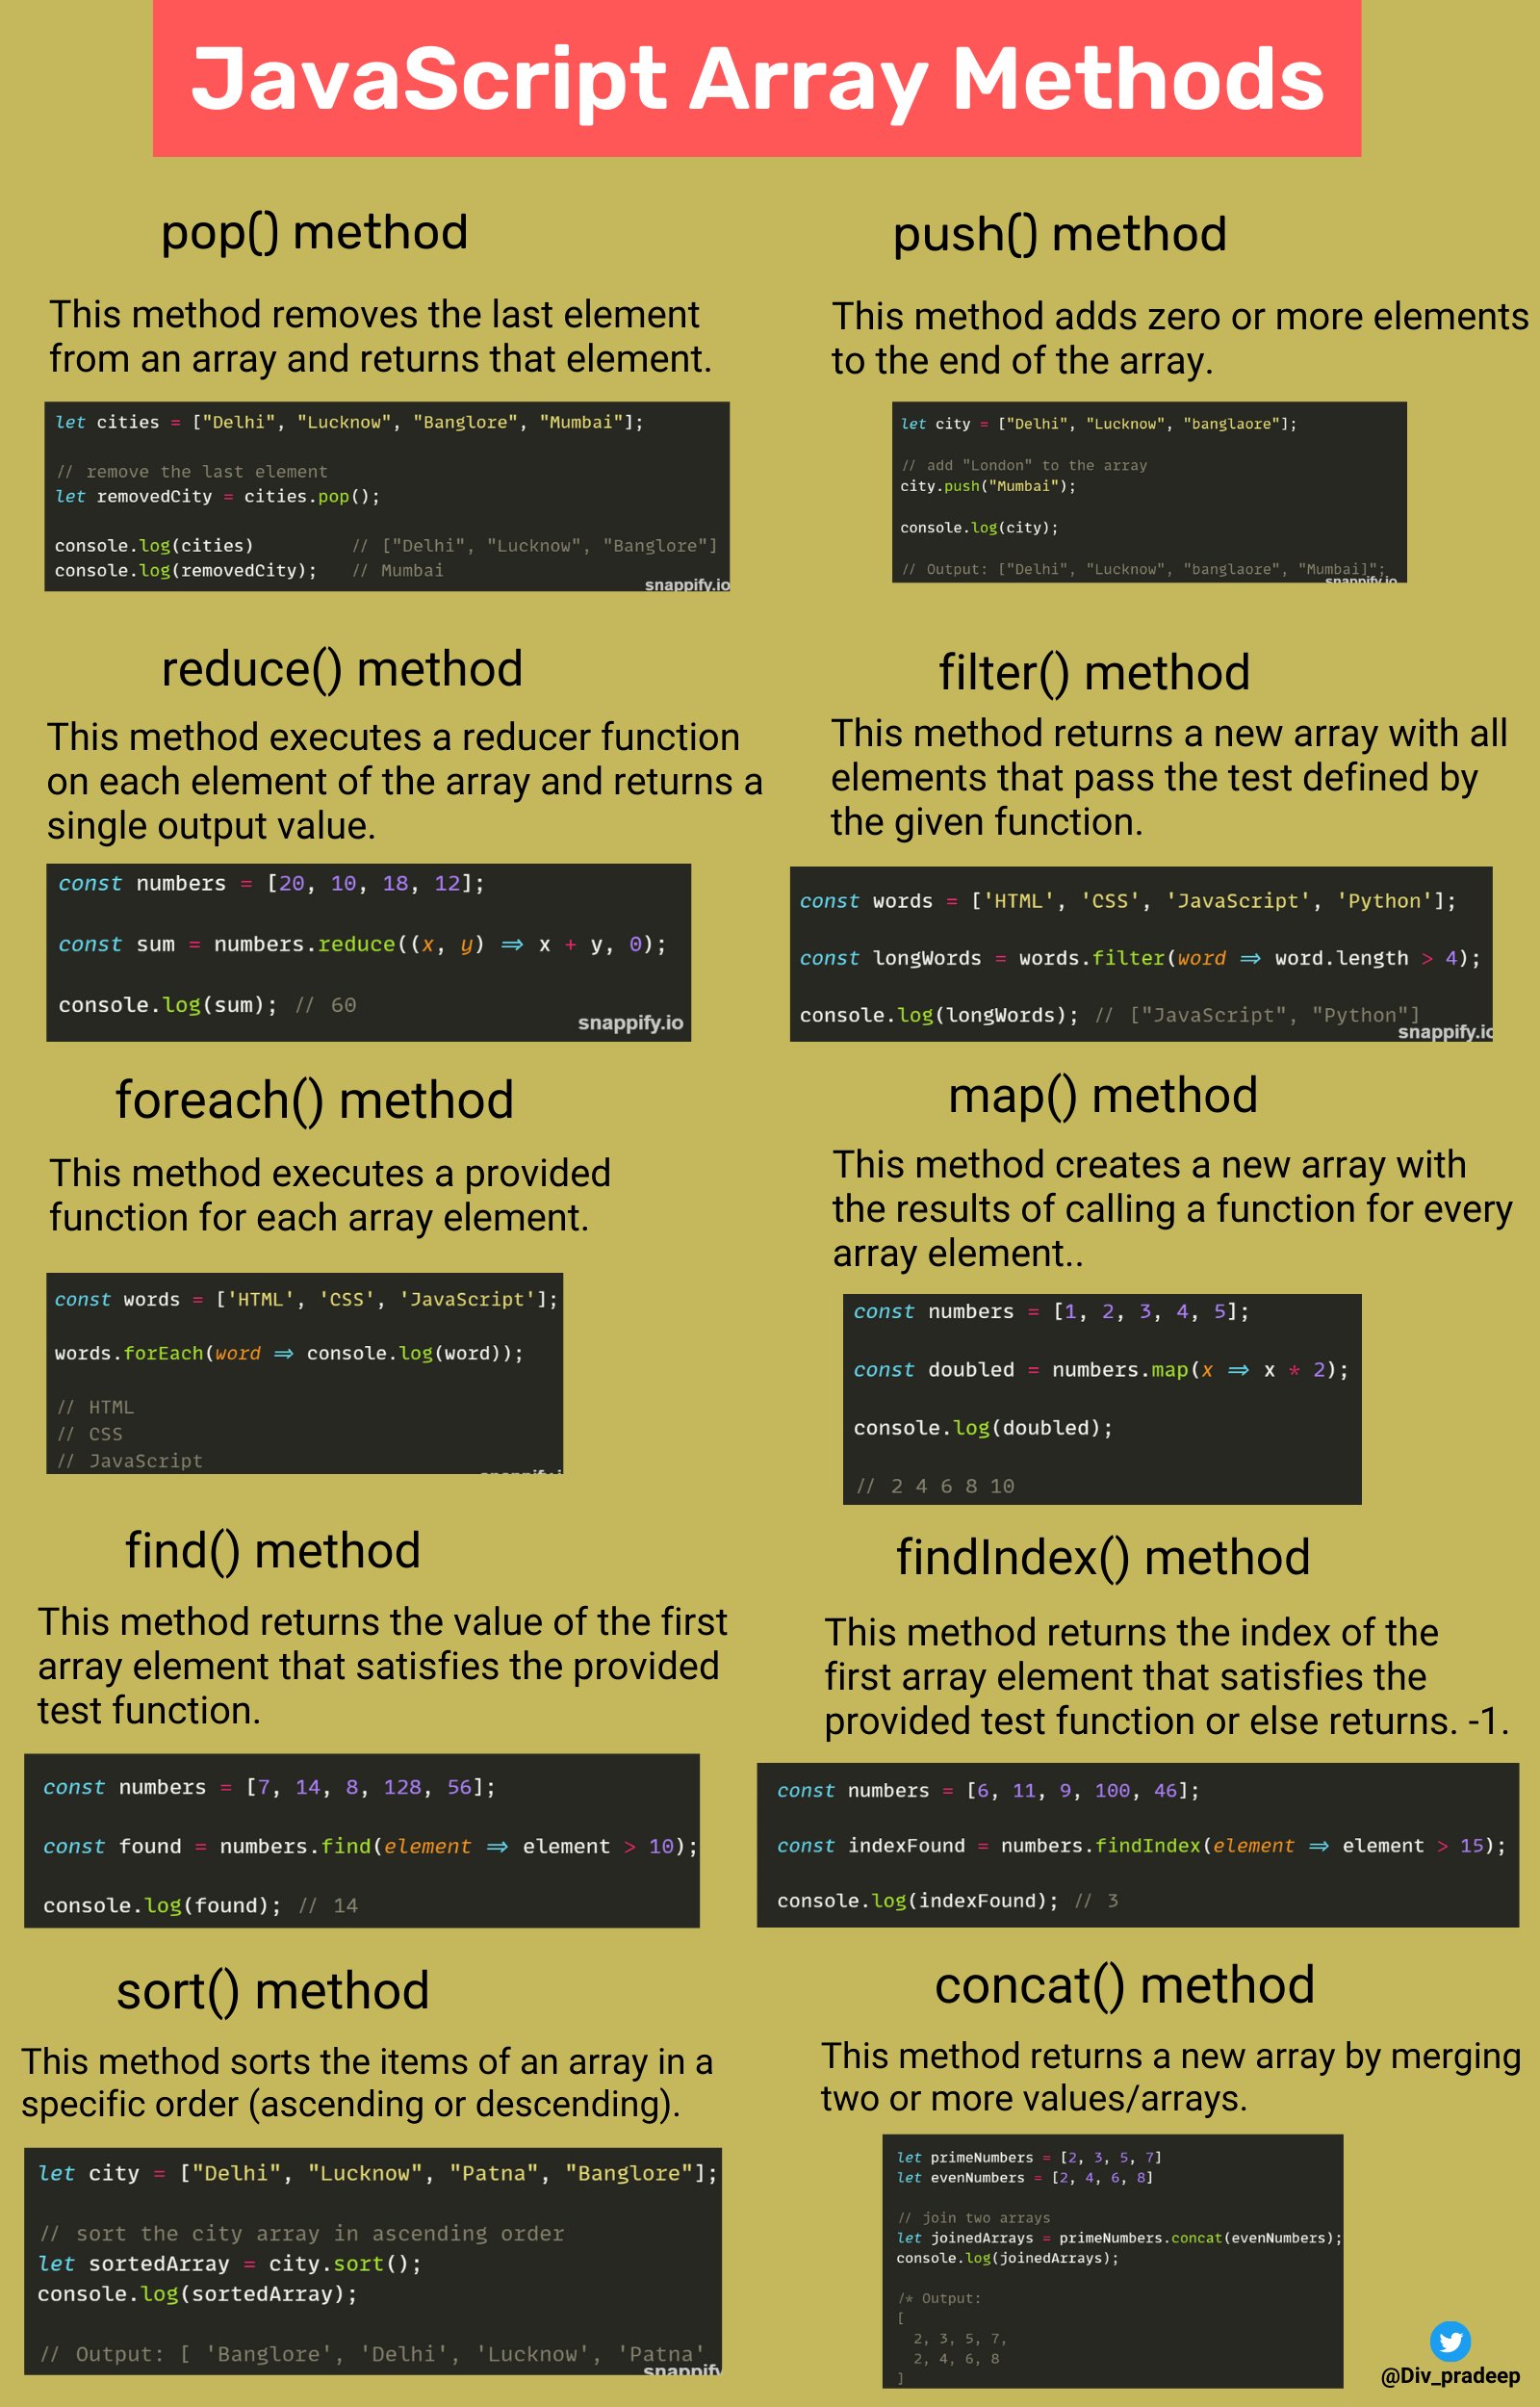 JavaScript Array Methods
pop() method
This method removes the last element
from an array and returns that element.
let cities = ["Delhi", "Lucknow", "Banglore", "Mumbai"];
// remove the last element
let removedCity = cities.pop();
console.log(cities) // ["Delhi", "Lucknow", "Banglore"]
console.log(removedCity); // Mumbai
snappify.io
push() method
This method adds zero or more elements
to the end of the array.
let city = ["Delhi", "Lucknow", "banglaore"];
// add "London" to the array
city.push("Mumbai");
console.log(city);
// Output: ["Delhi", "Lucknow", "banglaore", "Mumbai]";
snappify.io
reduce() method
This method executes a reducer function
on each element of the array and returns a
single output value.
const numbers = [20, 10, 18, 12];
const sum = numbers.reduce((x, y) => x + y, 0);
console.log(sum); // 60
snappify.io
filter() method
This method returns a new array with all
elements that pass the test defined by
the given function.
const words = ['HTML', 'CSS', 'JavaScript', 'Python'];
const longWords = words.filter(word => word.length > 4);
console.log(longWords); // ["JavaScript", "Python"]
snappify.io
foreach() method
This method executes a provided
function for each array element.
const words = ['HTML', 'CSS', 'JavaScript'];
words.forEach(word => console.log(word));
// HTML
// CSS
// JavaScript
map() method
This method creates a new array with
the results of calling a function for every
array element..
const numbers = [1, 2, 3, 4, 5];
const doubled = numbers.map(x => x * 2);
console.log(doubled);
// 2 4 6 8 10
find() method
This method returns the value of the first
array element that satisfies the provided
test function.
const numbers = [7, 14, 8, 128, 56];
const found = numbers.find(element => element > 10);
console.log(found); // 14
findIndex() method
This method returns the index of the
first array element that satisfies the
provided test function or else returns. -1.
const numbers = [6, 11, 9, 100, 46];
const indexFound = numbers.findIndex(element => element > 15);
console.log(indexFound); // 3
sort() method
This method sorts the items of an array in a
specific order (ascending or descending).
let city = ["Delhi", "Lucknow", "Patna", "Banglore"];
// sort the city array in ascending order
let sortedArray = city.sort();
console.log(sortedArray);
// Output: [ 'Banglore', 'Delhi', 'Lucknow', 'Patna'
snappify
concat() method
This method returns a new array by merging
two or more values/arrays.
let primeNumbers = [2, 3, 5, 7]
let evenNumbers = [2, 4, 6, 8]
// join two arrays
let joinedArrays = primeNumbers.concat(evenNumbers);
console.log(joinedArrays);
/* Output:
[
2, 3, 5, 7,
2, 4, 6, 8
]
@Div_pradeep